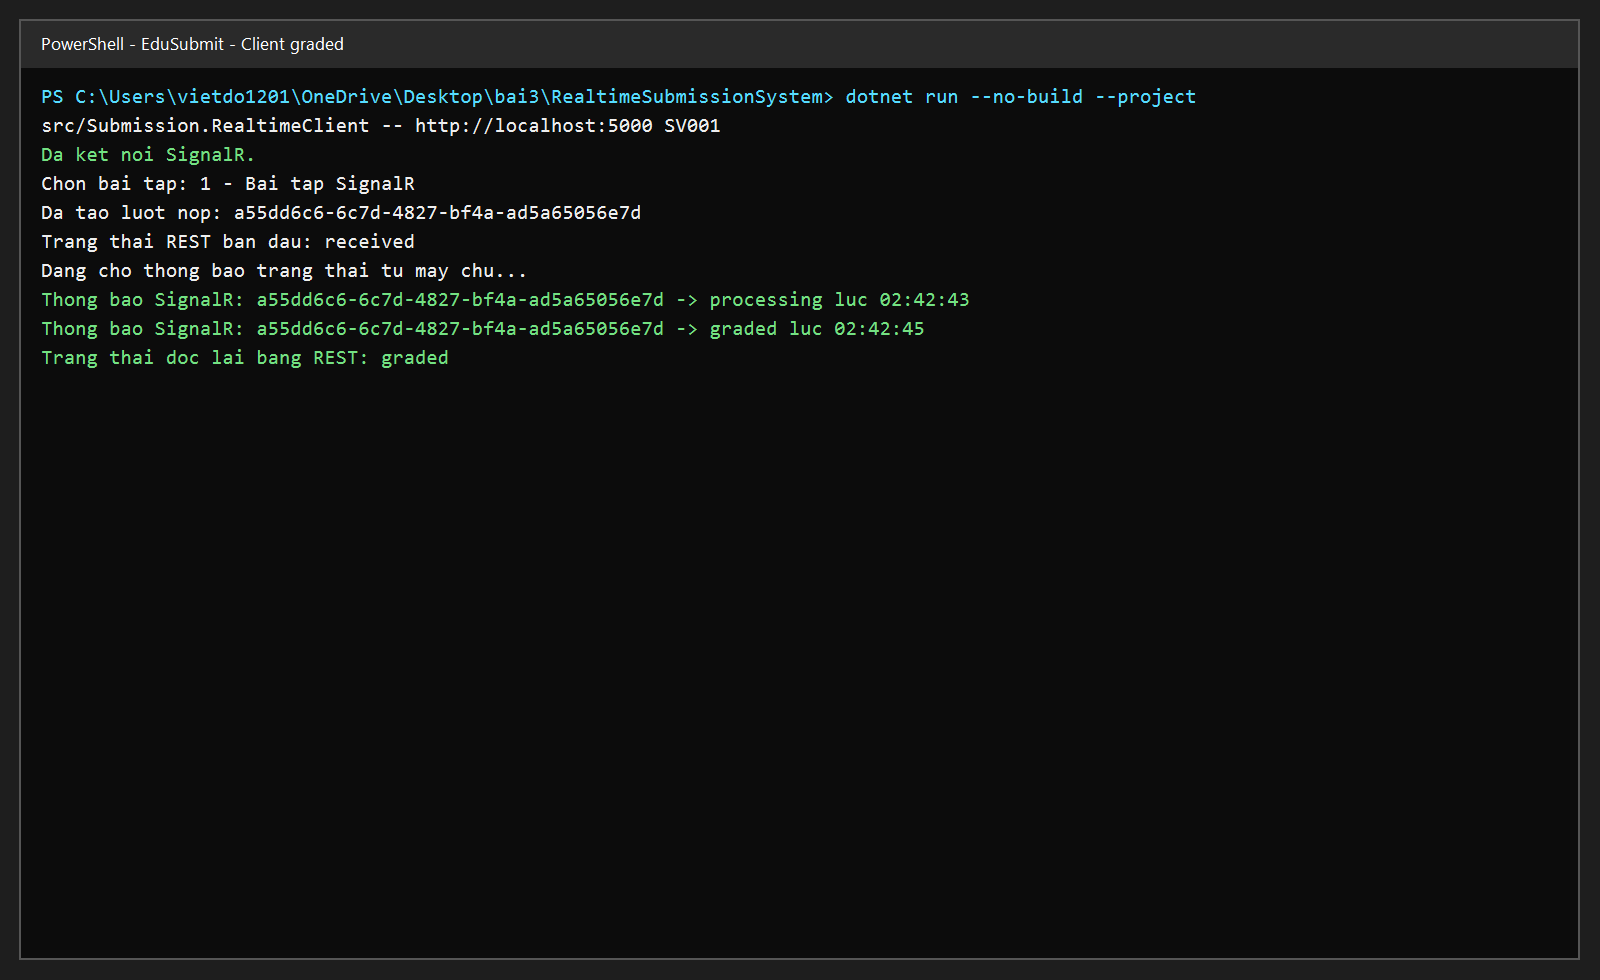 PowerShell - EduSubmit - Client graded
PS C:\Users\vietdo1201\OneDrive\Desktop\bai3\RealtimeSubmissionSystem> dotnet run --no-build --project
src/Submission.RealtimeClient -- http://localhost:5000 SV001
Da ket noi SignalR.
Chon bai tap: 1 - Bai tap SignalR
Da tao luot nop: a55dd6c6-6c7d-4827-bf4a-ad5a65056e7d
Trang thai REST ban dau: received
Dang cho thong bao trang thai tu may chu...
Thong bao SignalR: a55dd6c6-6c7d-4827-bf4a-ad5a65056e7d -> processing luc 02:42:43
Thong bao SignalR: a55dd6c6-6c7d-4827-bf4a-ad5a65056e7d -> graded luc 02:42:45
Trang thai doc lai bang REST: graded